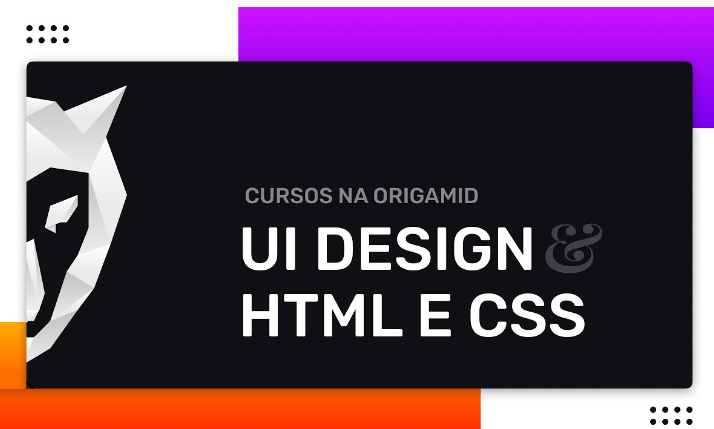 CURSOS NA ORIGAMID
UI DESIGN &
HTML E CSS